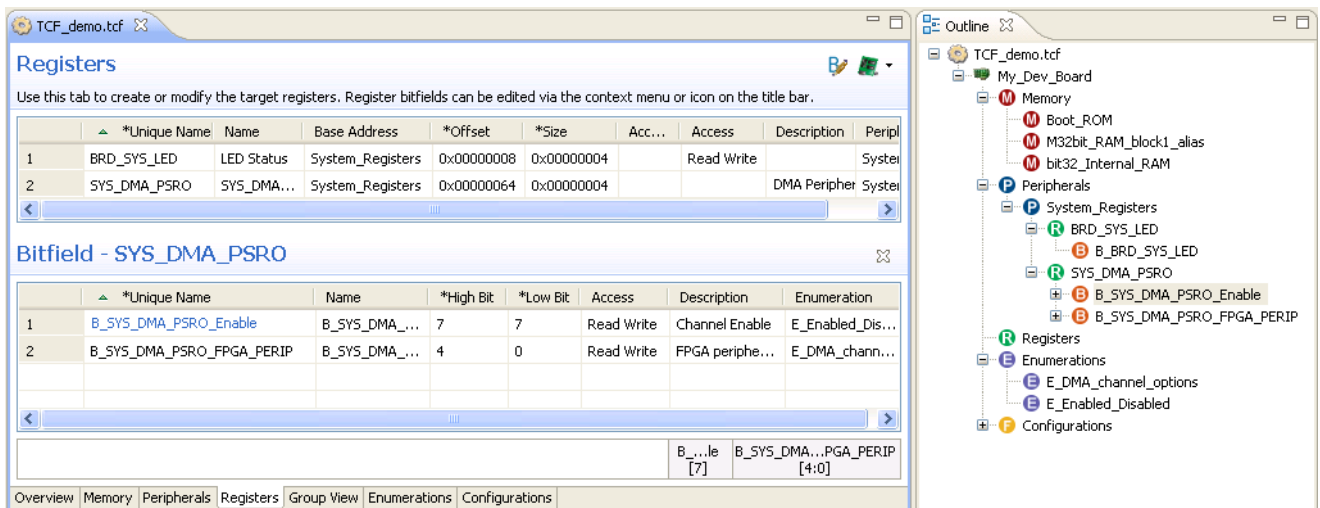 TCF_demo.tcf
Registers
Use this tab to create or modify the target registers. Register bitfields can be edited via the context menu or icon on the title bar.
*Unique Name Name Base Address *Offset *Size Acc... Access Description Peripl
1 BRD_SYS_LED LED Status System_Registers 0x00000008 0x00000004 Read Write System
2 SYS_DMA_PSRO SYS_DMA... System_Registers 0x00000064 0x00000004 DMA Peripher System
Bitfield - SYS_DMA_PSRO
*Unique Name Name *High Bit *Low Bit Access Description Enumeration
1 B_SYS_DMA_PSRO_Enable B_SYS_DMA_... 7 7 Read Write Channel Enable E_Enabled_Dis...
2 B_SYS_DMA_PSRO_FPGA_PERIP B_SYS_DMA_... 4 0 Read Write FPGA periphe... E_DMA_chann...
B_...le B_SYS_DMA...PGA_PERIP
[7] [4:0]
Overview Memory Peripherals Registers Group View Enumerations Configurations
Outline
TCF_demo.tcf
My_Dev_Board
M Memory
M Boot_ROM
M M32bit_RAM_block1_alias
M bit32_Internal_RAM
P Peripherals
P System_Registers
R BRD_SYS_LED
B B_BRD_SYS_LED
R SYS_DMA_PSRO
B B_SYS_DMA_PSRO_Enable
B B_SYS_DMA_PSRO_FPGA_PERIP
R Registers
E Enumerations
E E_DMA_channel_options
E E_Enabled_Disabled
F Configurations